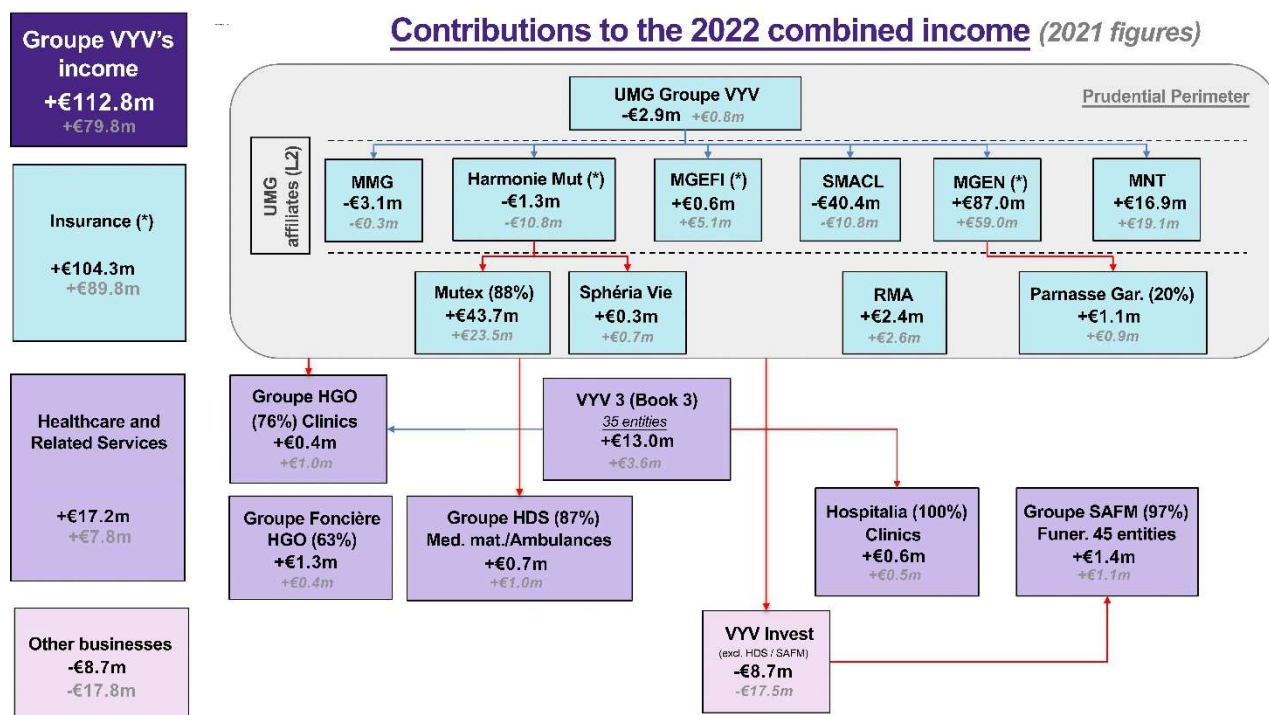 Contributions to the 2022 combined income (2021 figures)
Groupe VYV's
income
+€112.8m
+€79.8m
Insurance (*)
+€104.3m
+€89.8m
Healthcare and
Related Services
+€17.2m
+€7.8m
Other businesses
-€8.7m
-€17.8m
Prudential Perimeter
UMG Groupe VYV
-€2.9m +€0.8m
UMG
affiliates (L2)
MMG
-€3.1m
-€0.3m
Harmonie Mut (*)
-€1.3m
-€10.8m
MGEFI (*)
+€0.6m
+€5.1m
SMACL
-€40.4m
-€10.8m
MGEN (*)
+€87.0m
+€59.0m
MNT
+€16.9m
+€19.1m
Mutex (88%)
+€43.7m
+€23.5m
Sphéria Vie
+€0.3m
+€0.7m
RMA
+€2.4m
+€2.6m
Parnasse Gar. (20%)
+€1.1m
+€0.9m
Groupe HGO
(76%) Clinics
+€0.4m
+€1.0m
VYV 3 (Book 3)
35 entities
+€13.0m
+€3.6m
Groupe Foncière
HGO (63%)
+€1.3m
+€0.4m
Groupe HDS (87%)
Med. mat./Ambulances
+€0.7m
+€1.0m
Hospitalia (100%)
Clinics
+€0.6m
+€0.5m
Groupe SAFM (97%)
Funer. 45 entities
+€1.4m
+€1.1m
VYV Invest
(excl. HDS / SAFM)
-€8.7m
-€17.5m